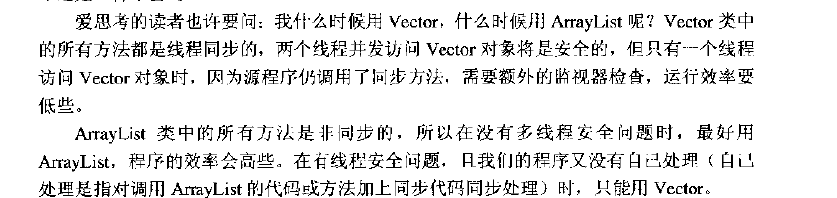 爱思考的读者也许要问：我什么时候用 Vector，什么时候用 ArrayList 呢？Vector 类中
的所有方法都是线程同步的，两个线程并发访问 Vector 对象将是安全的，但只有一个线程
访问 Vector 对象时，因为源程序仍调用了同步方法，需要额外的监视器检查，运行效率要
低些。
ArrayList 类中的所有方法是非同步的，所以在没有多线程安全问题时，最好用
ArrayList，程序的效率会高些。在有线程安全问题，且我们的程序又没有自己处理（自己
处理是指对调用 ArrayList 的代码或方法加上同步代码同步处理）时，只能用 Vector。